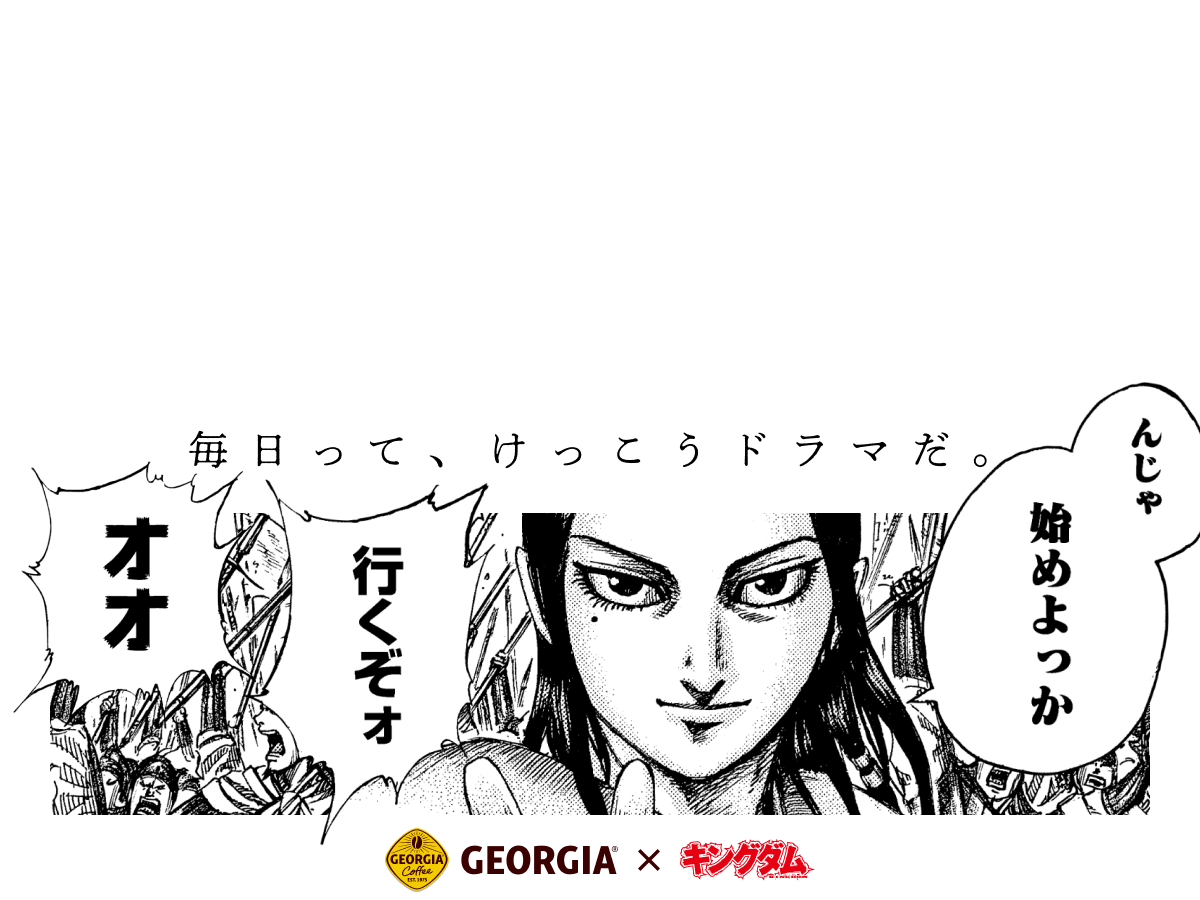 毎日って、けっこうドラマだ。
んじゃ
始めよっか
行くぞォ
オオ
GEORGIA
Coffee
EST. 1975
GEORGIA® × キングダム